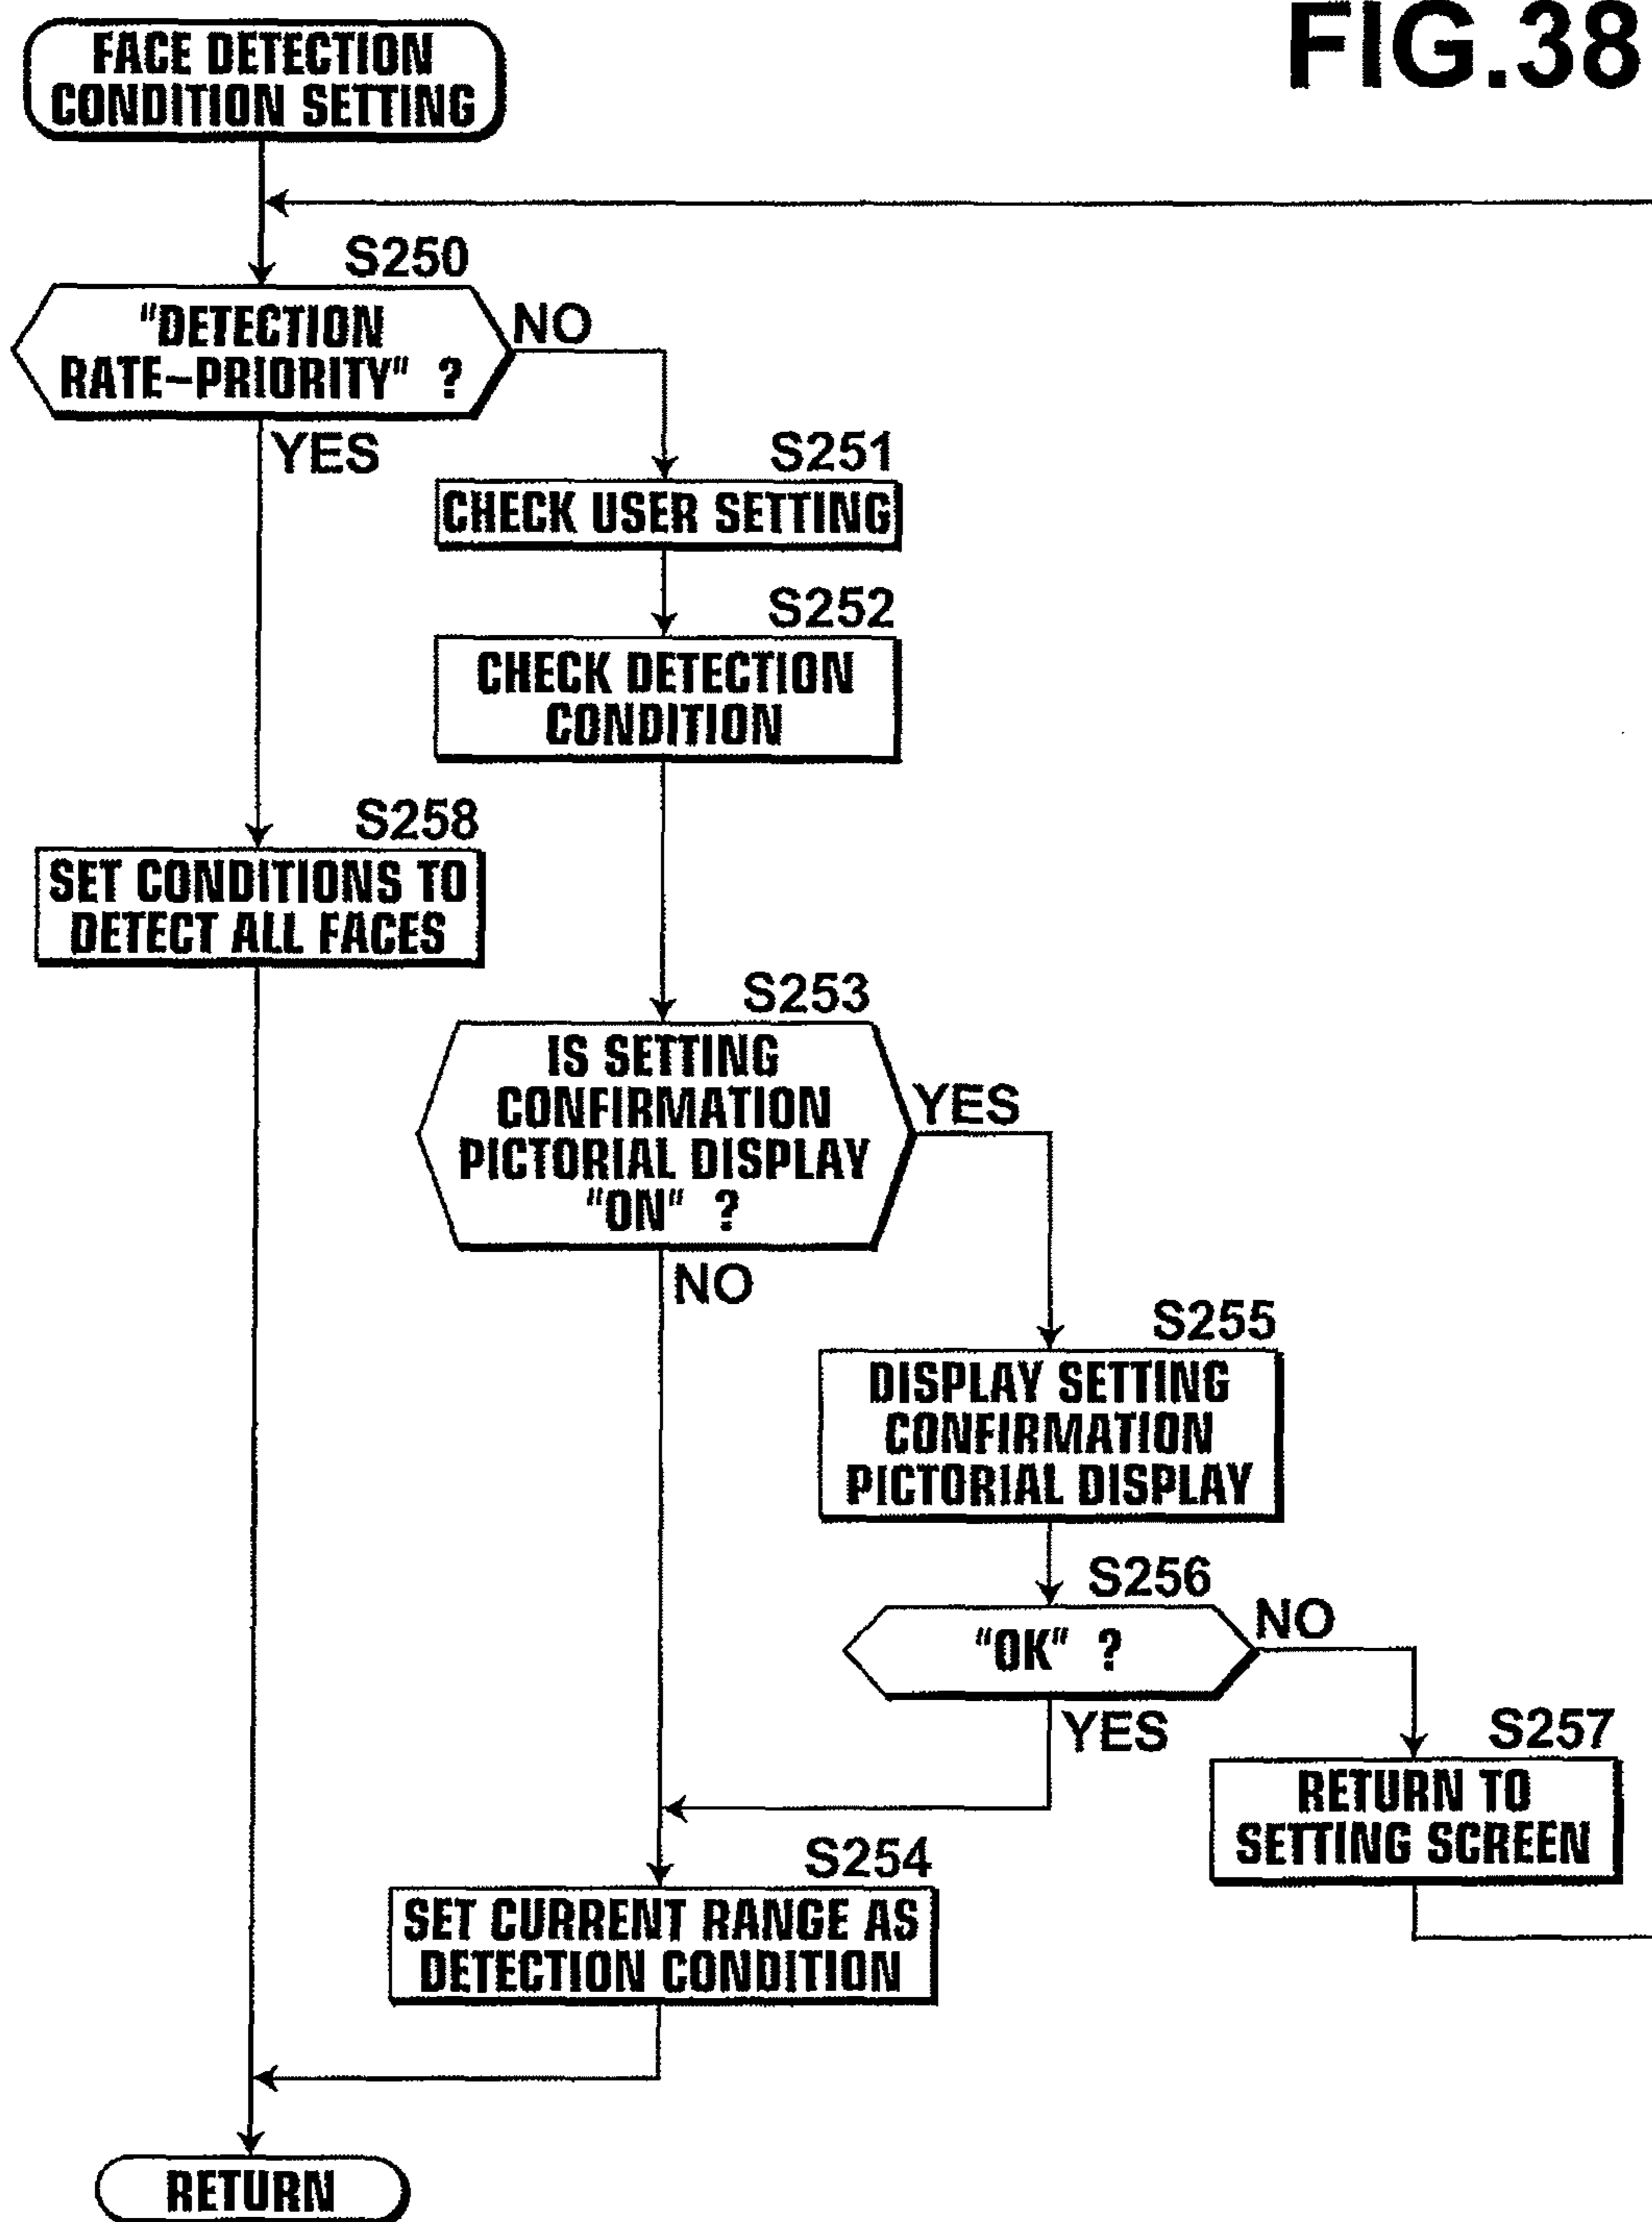 FIG.38
FACE DETECTION
CONDITION SETTING
S250
"DETECTION
RATE-PRIORITY" ?
NO
YES
S251
CHECK USER SETTING
S252
CHECK DETECTION
CONDITION
S258
SET CONDITIONS TO
DETECT ALL FACES
S253
IS SETTING
CONFIRMATION
PICTORIAL DISPLAY
"ON" ?
YES
NO
S255
DISPLAY SETTING
CONFIRMATION
PICTORIAL DISPLAY
S256
"OK" ?
NO
YES
S257
RETURN TO
SETTING SCREEN
S254
SET CURRENT RANGE AS
DETECTION CONDITION
RETURN